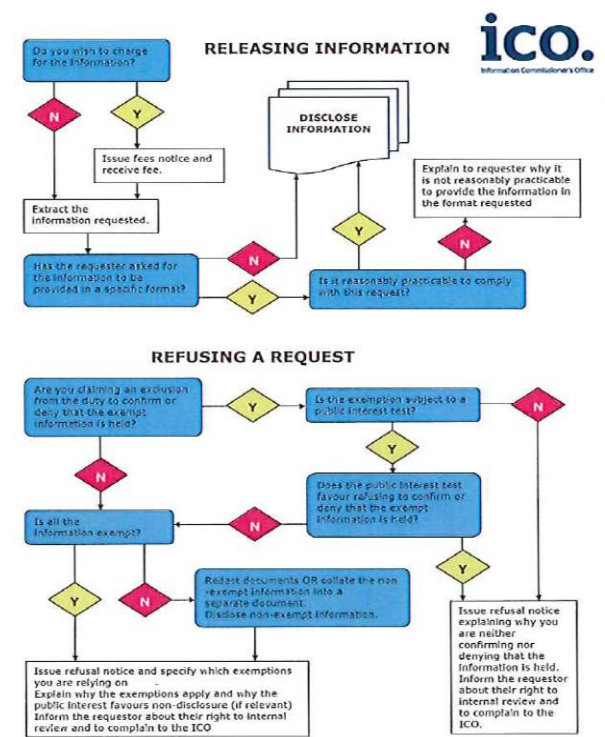 ico.
Information Commissioner's Office
RELEASING INFORMATION
Do you wish to charge
for the information?
N
Y
Issue fees notice and
receive fee.
Extract the
information requested.
DISCLOSE
INFORMATION
Explain to requester why it
is not reasonably practicable
to provide the information in
the format requested
Has the requester asked for
the information to be
provided in a specific format?
N
Y
Y
N
Is it reasonably practicable to comply
with this request?
REFUSING A REQUEST
Are you claiming an exclusion
from the duty to confirm or
deny that the exempt
information is held?
Y
Is the exemption subject to a
public interest test?
N
Y
N
Does the public interest test
favour refusing to confirm or
deny that the exempt
information is held?
N
Is all the
information exempt?
Y
Y
N
Redact documents OR collate the non
-exempt information into a
separate document.
Disclose non-exempt information.
Issue refusal notice and specify which exemptions
you are relying on
Explain why the exemptions apply and why the
public interest favours non-disclosure (if relevant)
Inform the requestor about their right to internal
review and to complain to the ICO
Issue refusal notice
explaining why you
are neither
confirming nor
denying that the
information is held.
Inform the requestor
about their right to
internal review and
to complain to the
ICO.